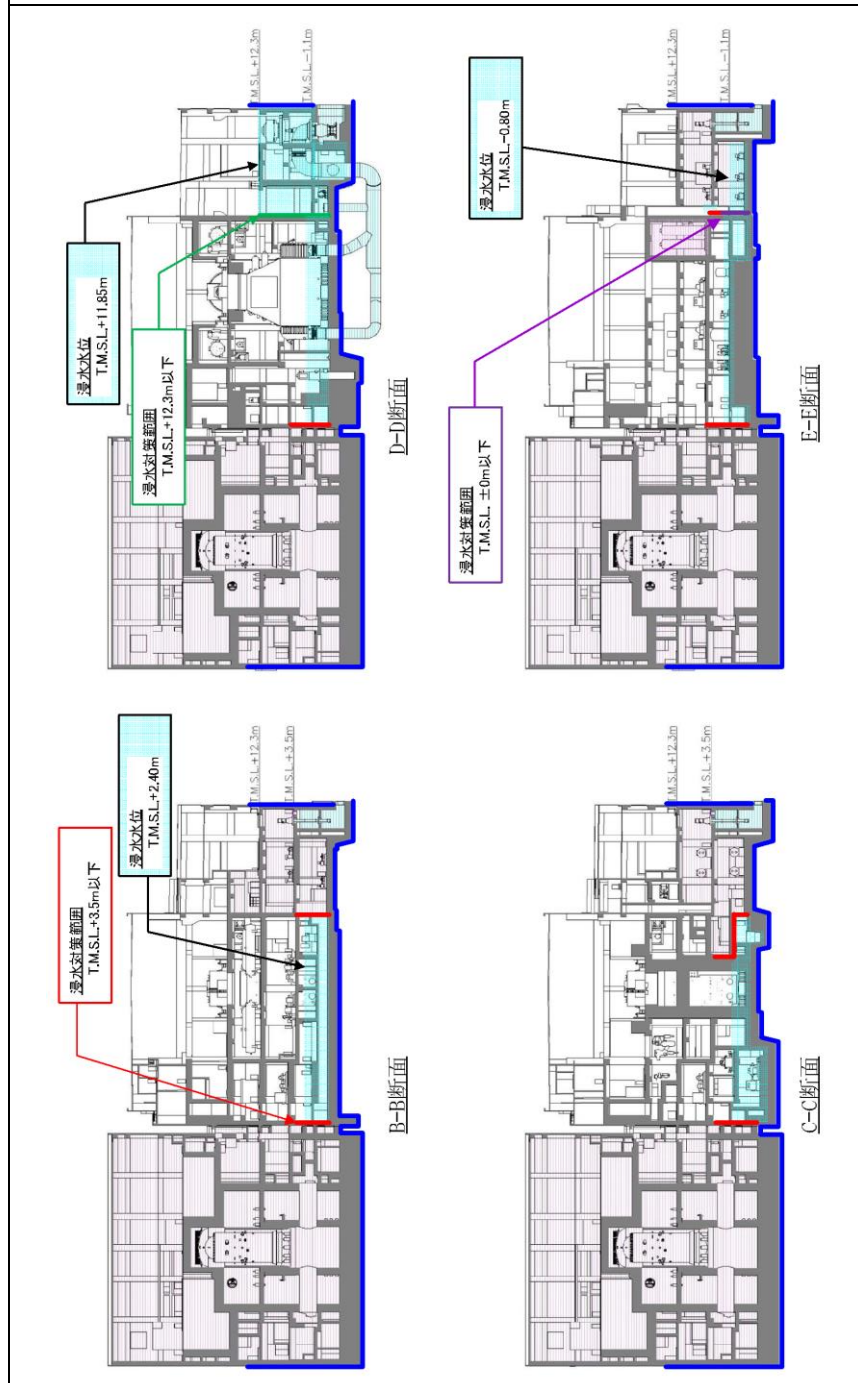 浸水対策範囲
T.M.S.L.+3.5m以下
浸水水位
T.M.S.L.+2.40m
T.M.S.L.+12.3m
T.M.S.L.+3.5m
B-B断面
浸水水位
T.M.S.L.+11.85m
浸水対策範囲
T.M.S.L.+12.3m以下
T.M.S.L.+12.3m
T.M.S.L.-1.1m
D-D断面
T.M.S.L.+12.3m
T.M.S.L.+3.5m
C-C断面
浸水水位
T.M.S.L.-0.80m
浸水対策範囲
T.M.S.L. ±0m以下
T.M.S.L.+12.3m
T.M.S.L.-1.1m
E-E断面